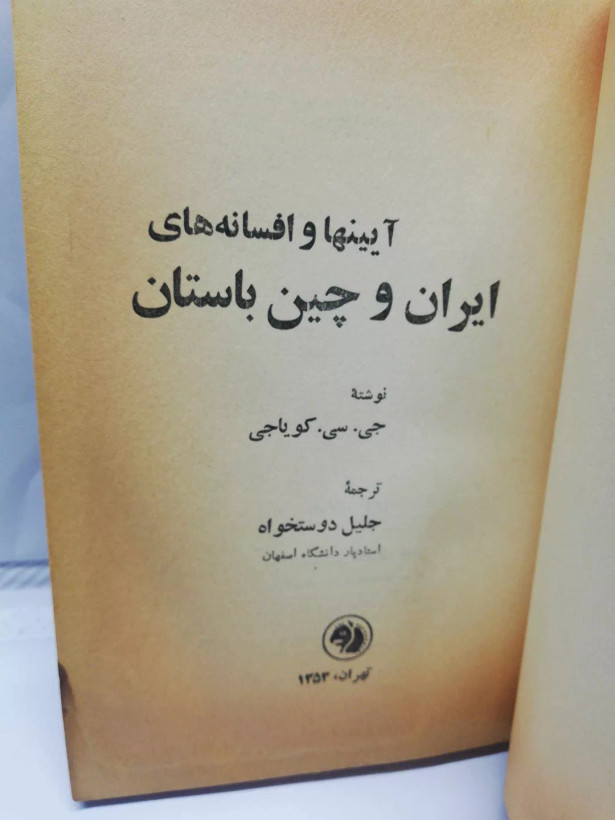 آیینها و افسانه‌های
ایران و چین باستان
نوشتهٔ
جی. سی. کویاجی
ترجمهٔ
جلیل دوستخواه
استادیار دانشگاه اصفهان
تهران، ۱۳۵۳